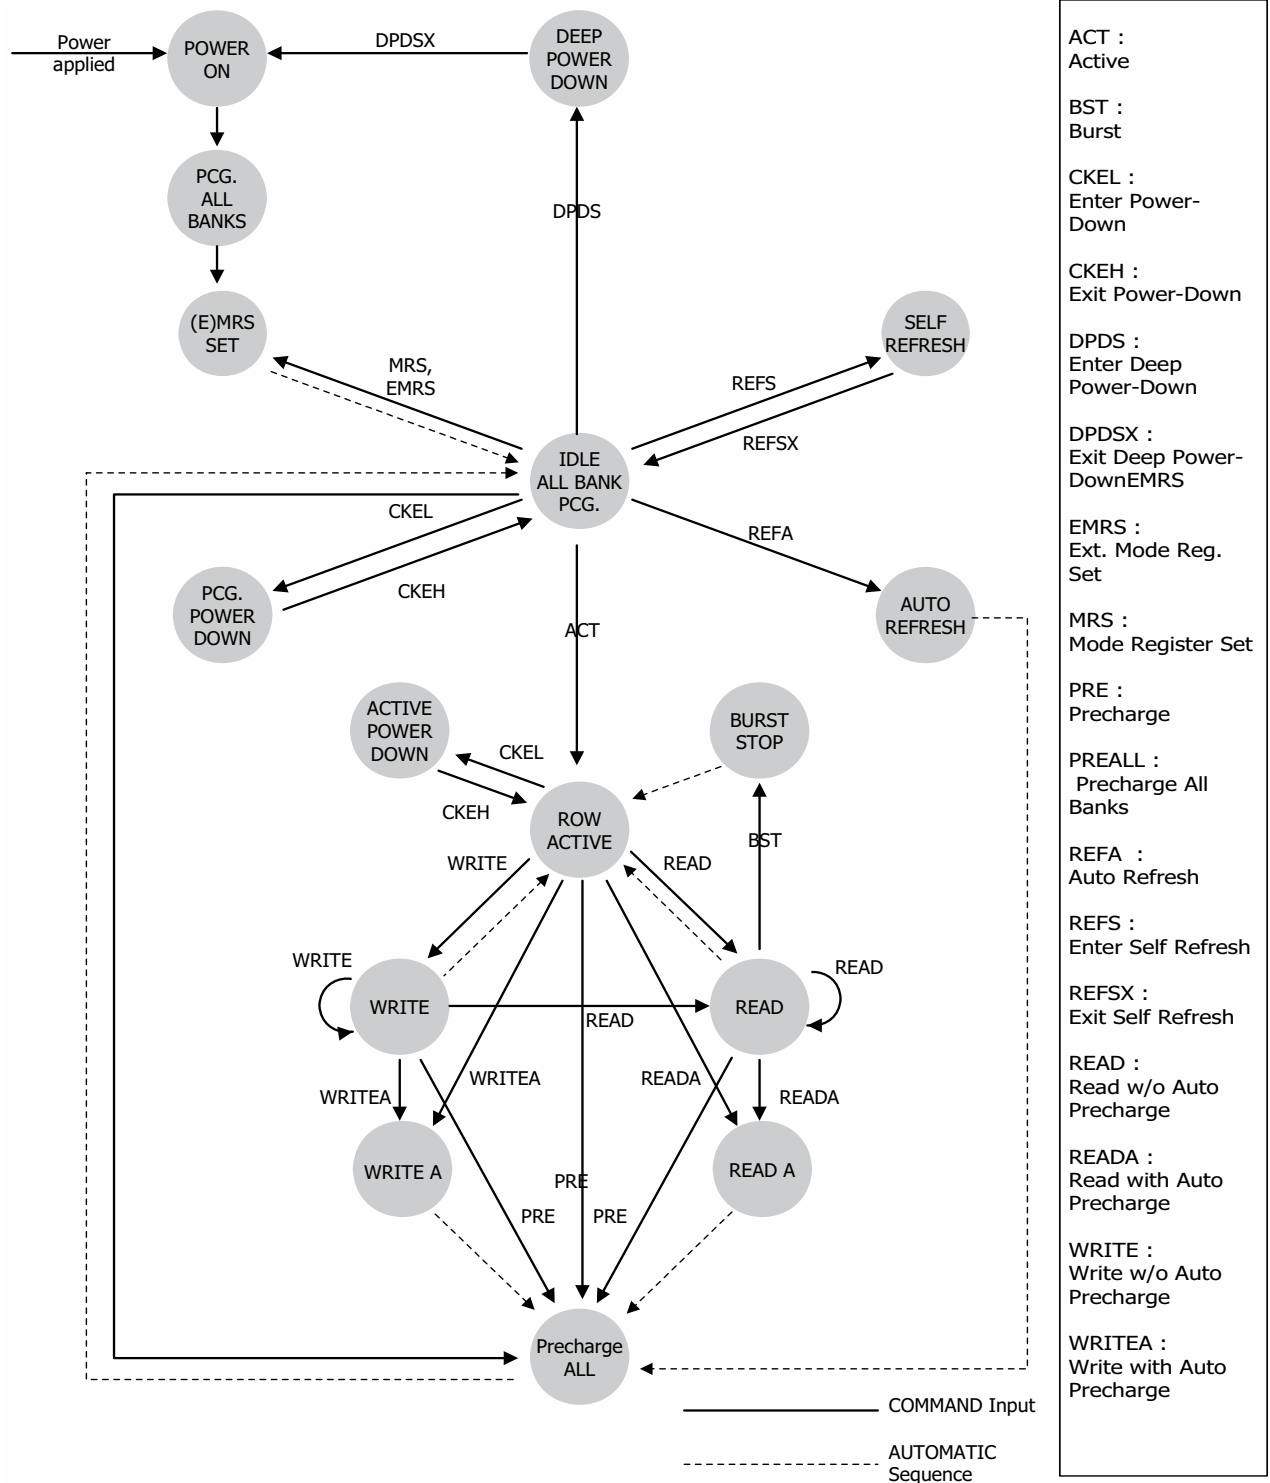 Power
applied
POWER
ON
DPDSX
DEEP
POWER
DOWN
PCG.
ALL
BANKS
DPDS
(E)MRS
SET
MRS,
EMRS
SELF
REFRESH
REFS
REFSX
IDLE
ALL BANK
PCG.
CKEL
CKEH
REFA
PCG.
POWER
DOWN
AUTO
REFRESH
ACT
ACTIVE
POWER
DOWN
CKEL
CKEH
BURST
STOP
ROW
ACTIVE
BST
WRITE
READ
WRITE
WRITE
READ
READ
READ
WRITEA
WRITEA
READA
READA
WRITE A
READ A
PRE
PRE
PRE
Precharge
ALL
COMMAND Input
AUTOMATIC
Sequence
ACT :
Active
BST :
Burst
CKEL :
Enter Power-
Down
CKEH :
Exit Power-Down
DPDS :
Enter Deep
Power-Down
DPDSX :
Exit Deep Power-
DownEMRS
EMRS :
Ext. Mode Reg.
Set
MRS :
Mode Register Set
PRE :
Precharge
PREALL :
Precharge All
Banks
REFA :
Auto Refresh
REFS :
Enter Self Refresh
REFSX :
Exit Self Refresh
READ :
Read w/o Auto
Precharge
READA :
Read with Auto
Precharge
WRITE :
Write w/o Auto
Precharge
WRITEA :
Write with Auto
Precharge